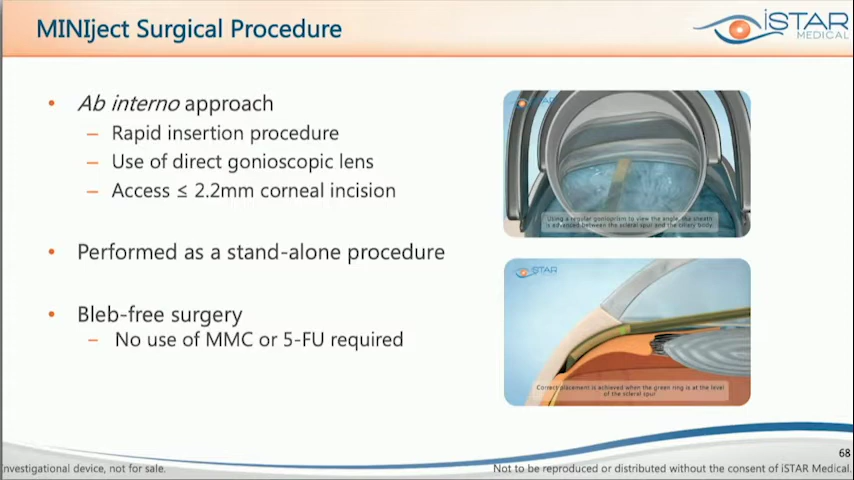 MINIject Surgical Procedure
iSTAR
MEDICAL
• Ab interno approach
– Rapid insertion procedure
– Use of direct gonioscopic lens
– Access ≤ 2.2mm corneal incision
• Performed as a stand-alone procedure
• Bleb-free surgery
– No use of MMC or 5-FU required
iSTAR
Using a regular gonioprism to view the angle, the sheath
is advanced between the scleral spur and the ciliary body
iSTAR
Correct placement is achieved when the green ring is at the level
of the scleral spur
68
Investigational device, not for sale.
Not to be reproduced or distributed without the consent of iSTAR Medical.